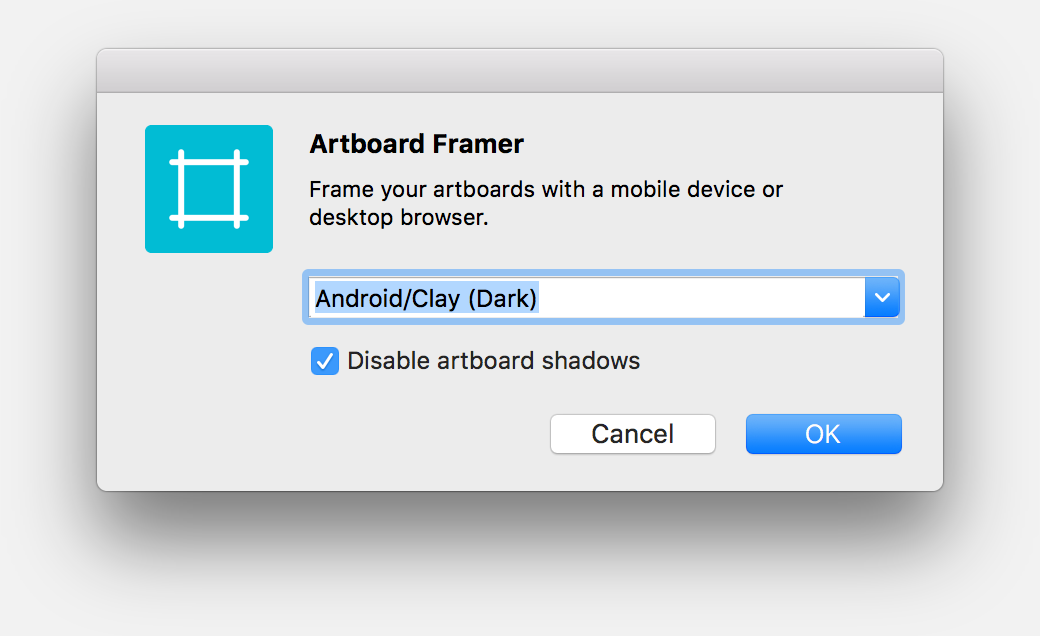 Artboard Framer
Frame your artboards with a mobile device or
desktop browser.
Android/Clay (Dark)
Disable artboard shadows
Cancel
OK